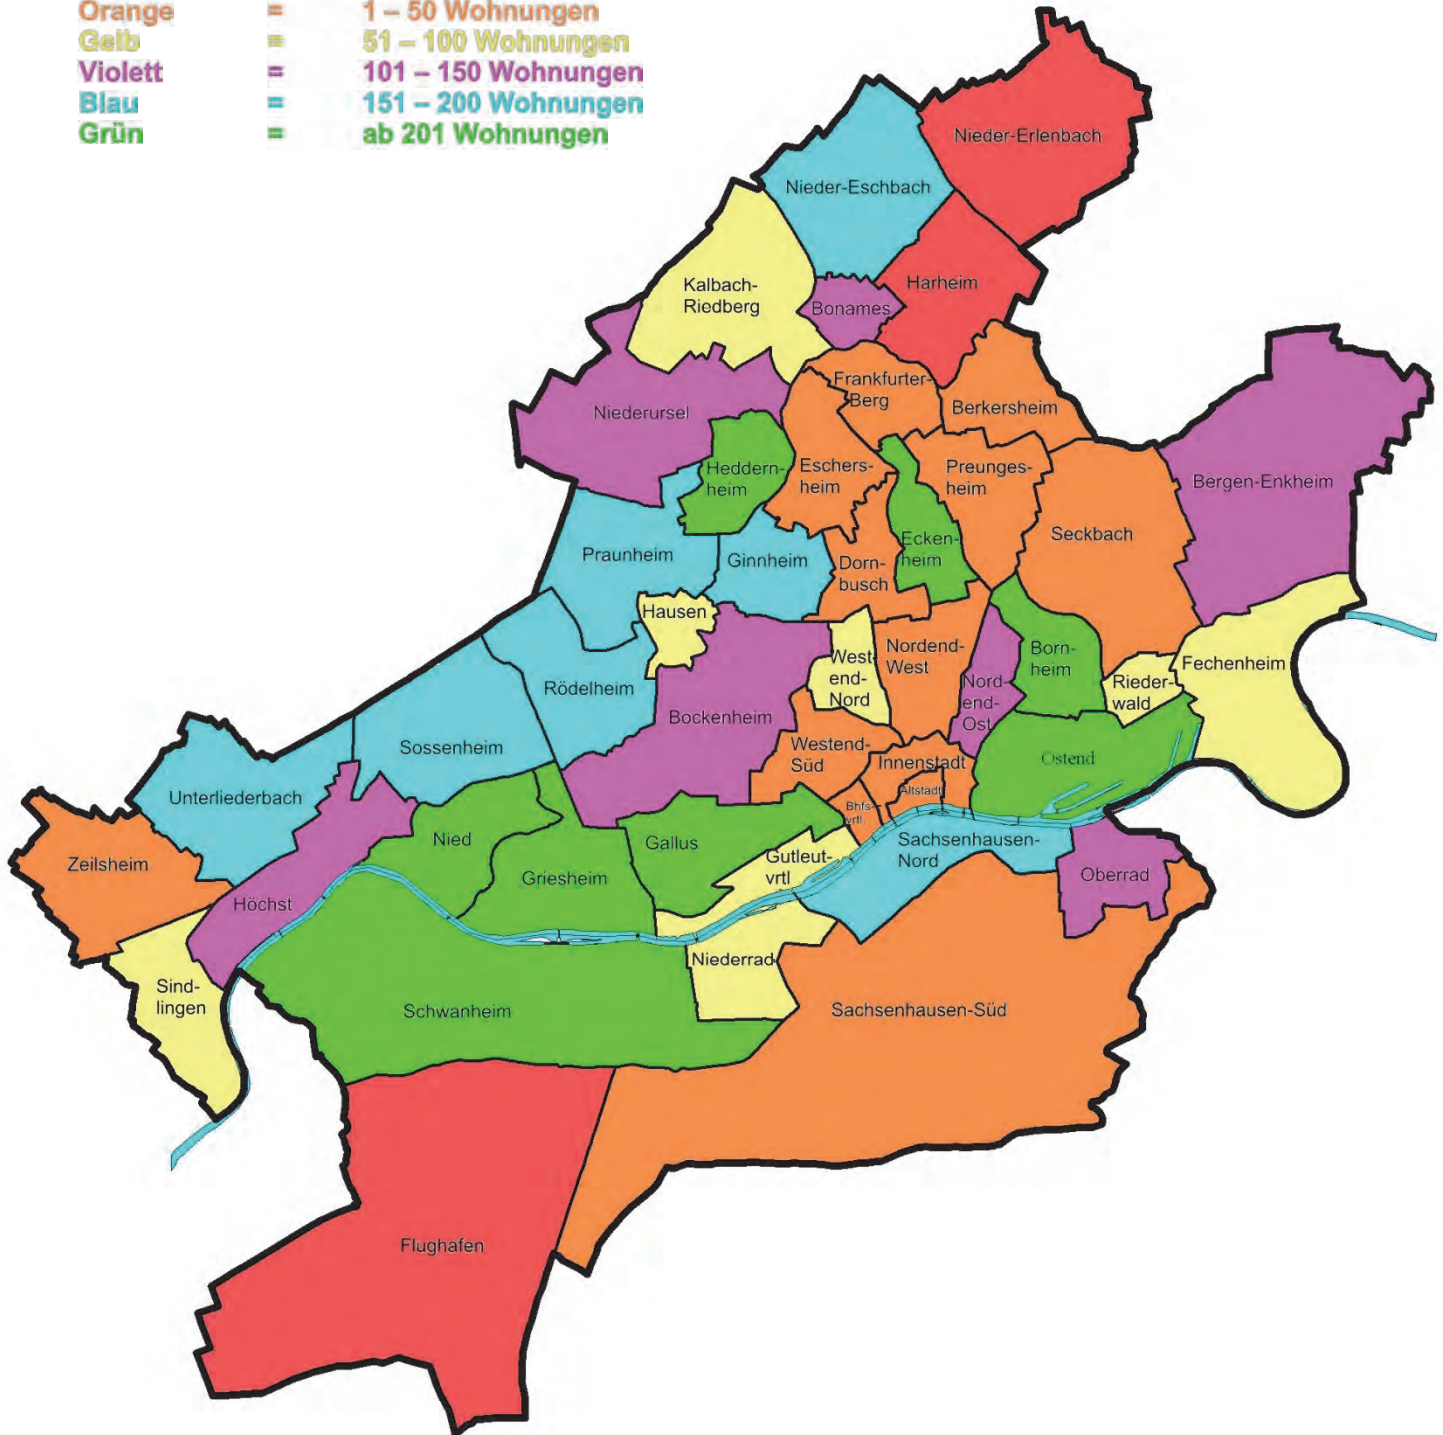 Orange = 1 – 50 Wohnungen
Gelb = 51 – 100 Wohnungen
Violett = 101 – 150 Wohnungen
Blau = 151 – 200 Wohnungen
Grün = ab 201 Wohnungen
Nieder-Erlenbach
Nieder-Eschbach
Harheim
Kalbach-
Riedberg
Bonames
Frankfurter-
Berg
Berkersheim
Niederursel
Heddern-
heim
Eschers-
heim
Preunges-
heim
Bergen-Enkheim
Seckbach
Praunheim
Ginnheim
Ecken-
heim
Dorn-
busch
Hausen
West-
end-
Nord
Nordend-
West
Born-
heim
Fechenheim
Rödelheim
Nord-
end-
Ost
Rieder-
wald
Bockenheim
Sossenheim
Westend-
Süd
Innenstadt
Ostend
Unterliederbach
Altstadt
Bhfs-
vrtl.
Nied
Gallus
Sachsenhausen-
Nord
Zeilsheim
Gutleut-
vrtl
Griesheim
Oberrad
Höchst
Niederrad
Sind-
lingen
Schwanheim
Sachsenhausen-Süd
Flughafen